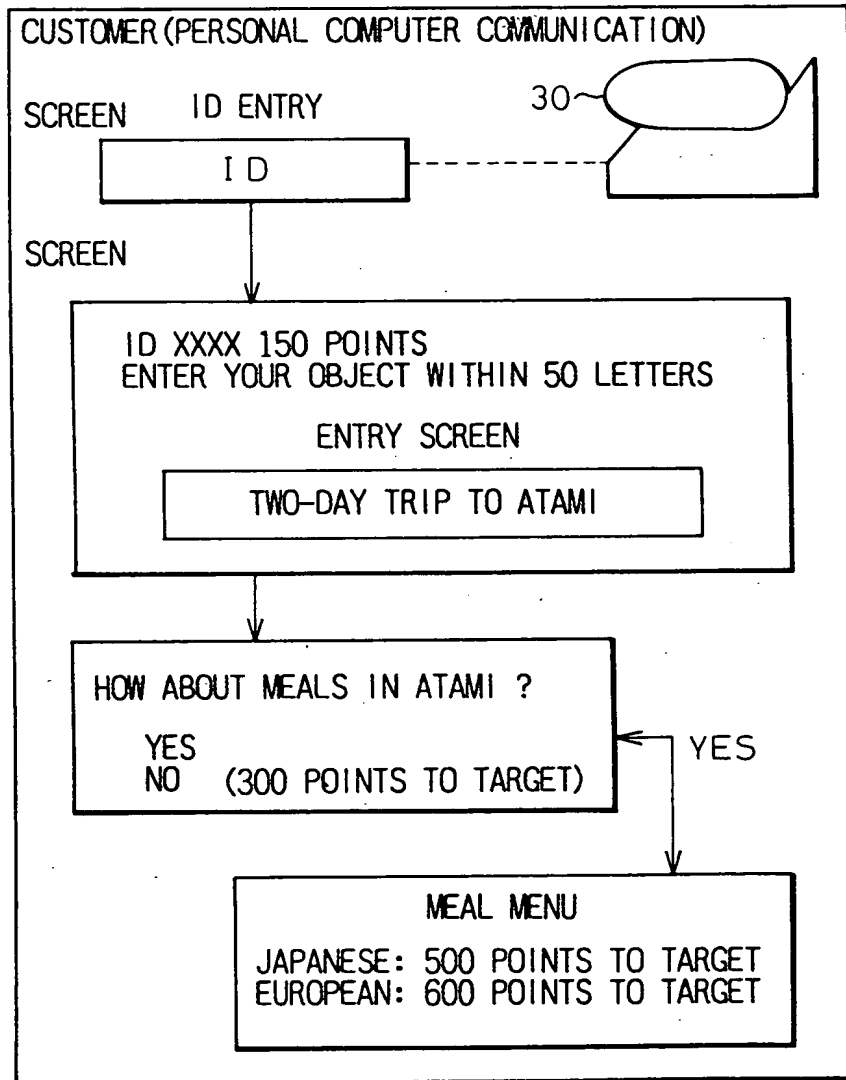 CUSTOMER(PERSONAL COMPUTER COMMUNICATION)
SCREEN
ID ENTRY
30
ID
SCREEN
ID XXXX 150 POINTS
ENTER YOUR OBJECT WITHIN 50 LETTERS
ENTRY SCREEN
TWO-DAY TRIP TO ATAMI
HOW ABOUT MEALS IN ATAMI ?
YES
NO (300 POINTS TO TARGET)
YES
MEAL MENU
JAPANESE: 500 POINTS TO TARGET
EUROPEAN: 600 POINTS TO TARGET